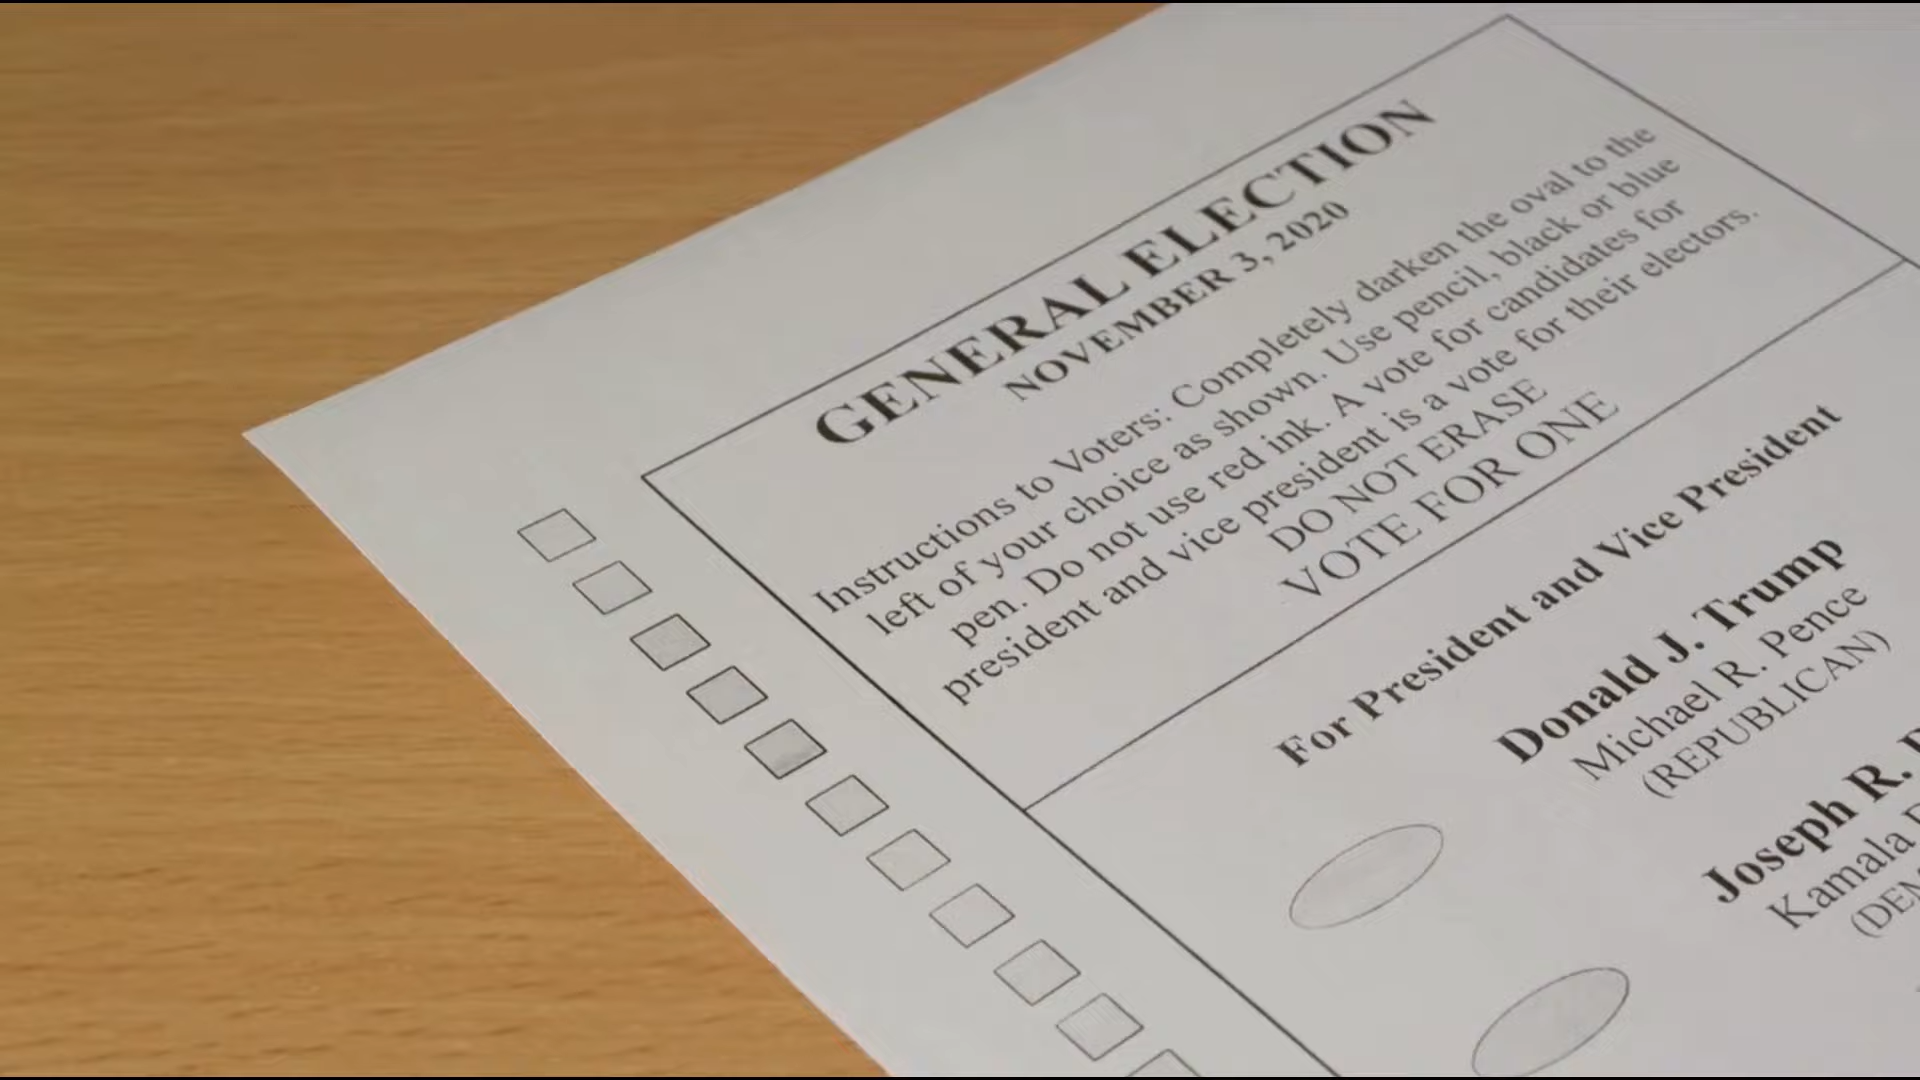 GENERAL ELECTION
NOVEMBER 3, 2020
Instructions to Voters: Completely darken the oval to the
left of your choice as shown. Use pencil, black or blue
pen. Do not use red ink. A vote for candidates for
president and vice president is a vote for their electors.
DO NOT ERASE
VOTE FOR ONE
For President and Vice President
Donald J. Trump
Michael R. Pence
(REPUBLICAN)
Joseph R.
Kamala